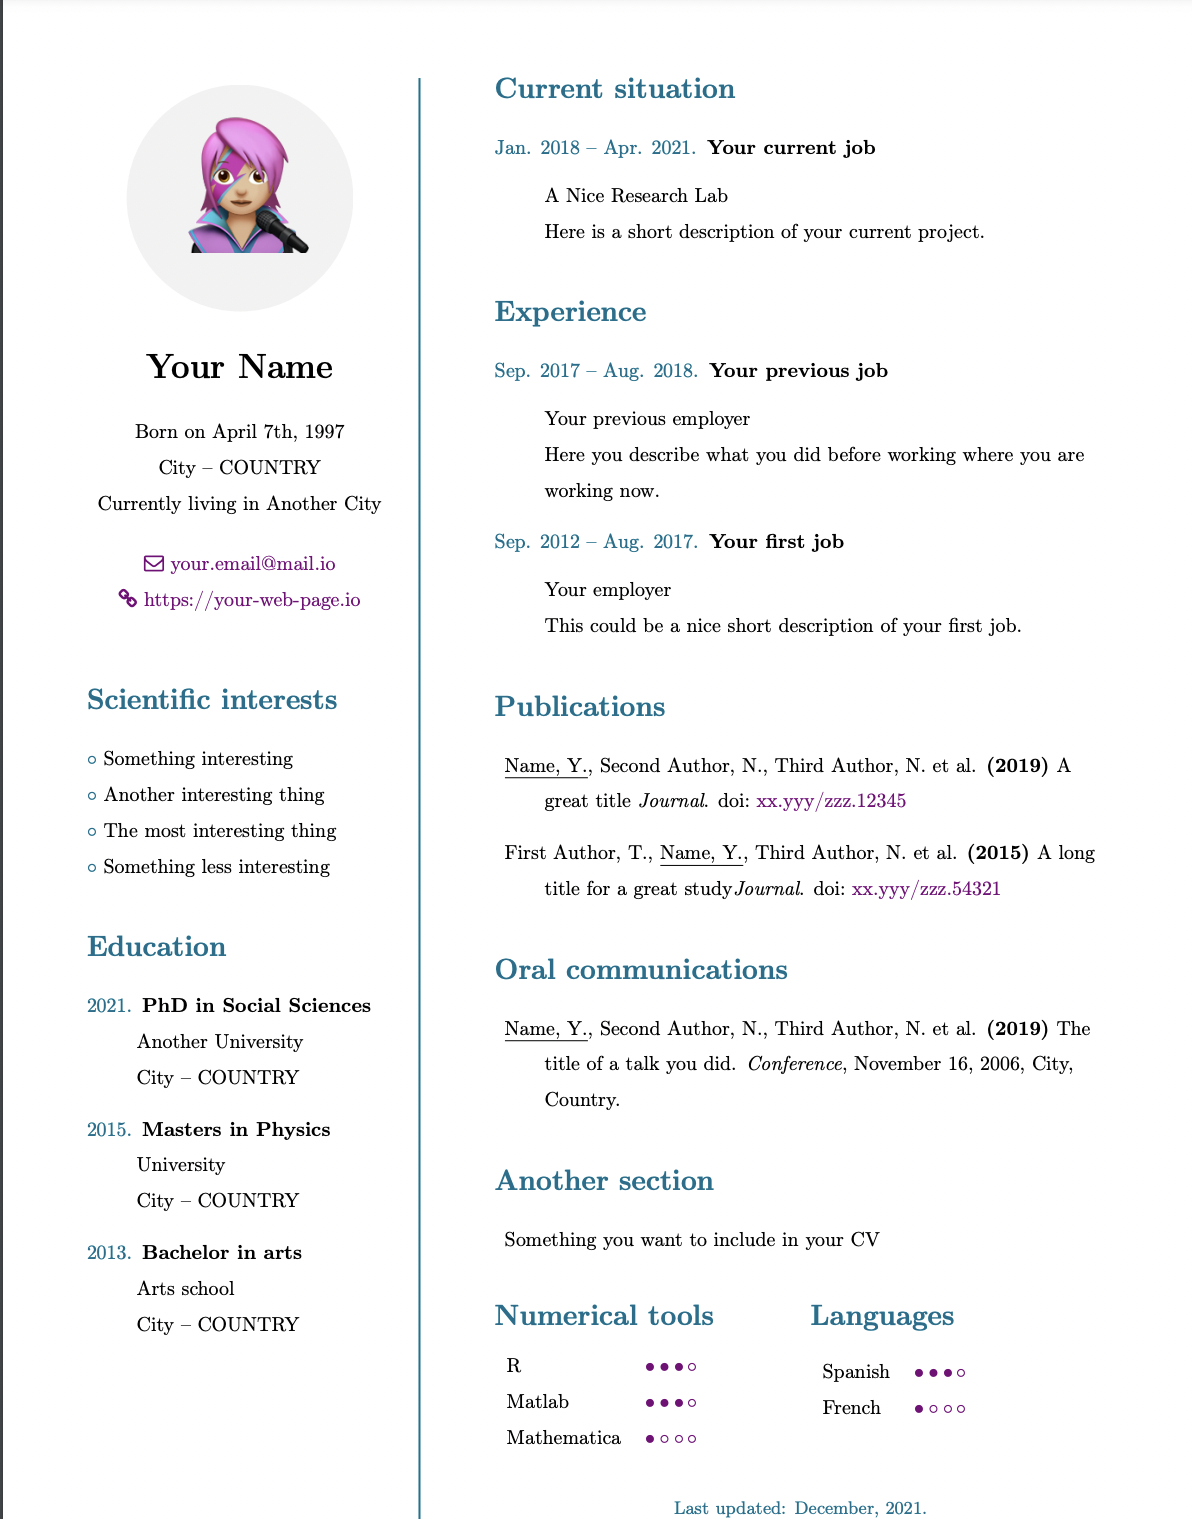 Your Name
Born on April 7th, 1997
City – COUNTRY
Currently living in Another City
your.email@mail.io
https://your-web-page.io
Scientific interests
Something interesting
Another interesting thing
The most interesting thing
Something less interesting
Education
2021. PhD in Social Sciences
Another University
City – COUNTRY
2015. Masters in Physics
University
City – COUNTRY
2013. Bachelor in arts
Arts school
City – COUNTRY
Current situation
Jan. 2018 – Apr. 2021. Your current job
A Nice Research Lab
Here is a short description of your current project.
Experience
Sep. 2017 – Aug. 2018. Your previous job
Your previous employer
Here you describe what you did before working where you are
working now.
Sep. 2012 – Aug. 2017. Your first job
Your employer
This could be a nice short description of your first job.
Publications
Name, Y., Second Author, N., Third Author, N. et al. (2019) A
great title Journal. doi: xx.yyy/zzz.12345
First Author, T., Name, Y., Third Author, N. et al. (2015) A long
title for a great studyJournal. doi: xx.yyy/zzz.54321
Oral communications
Name, Y., Second Author, N., Third Author, N. et al. (2019) The
title of a talk you did. Conference, November 16, 2006, City,
Country.
Another section
Something you want to include in your CV
Numerical tools
R
Matlab
Mathematica
Languages
Spanish
French
Last updated: December, 2021.